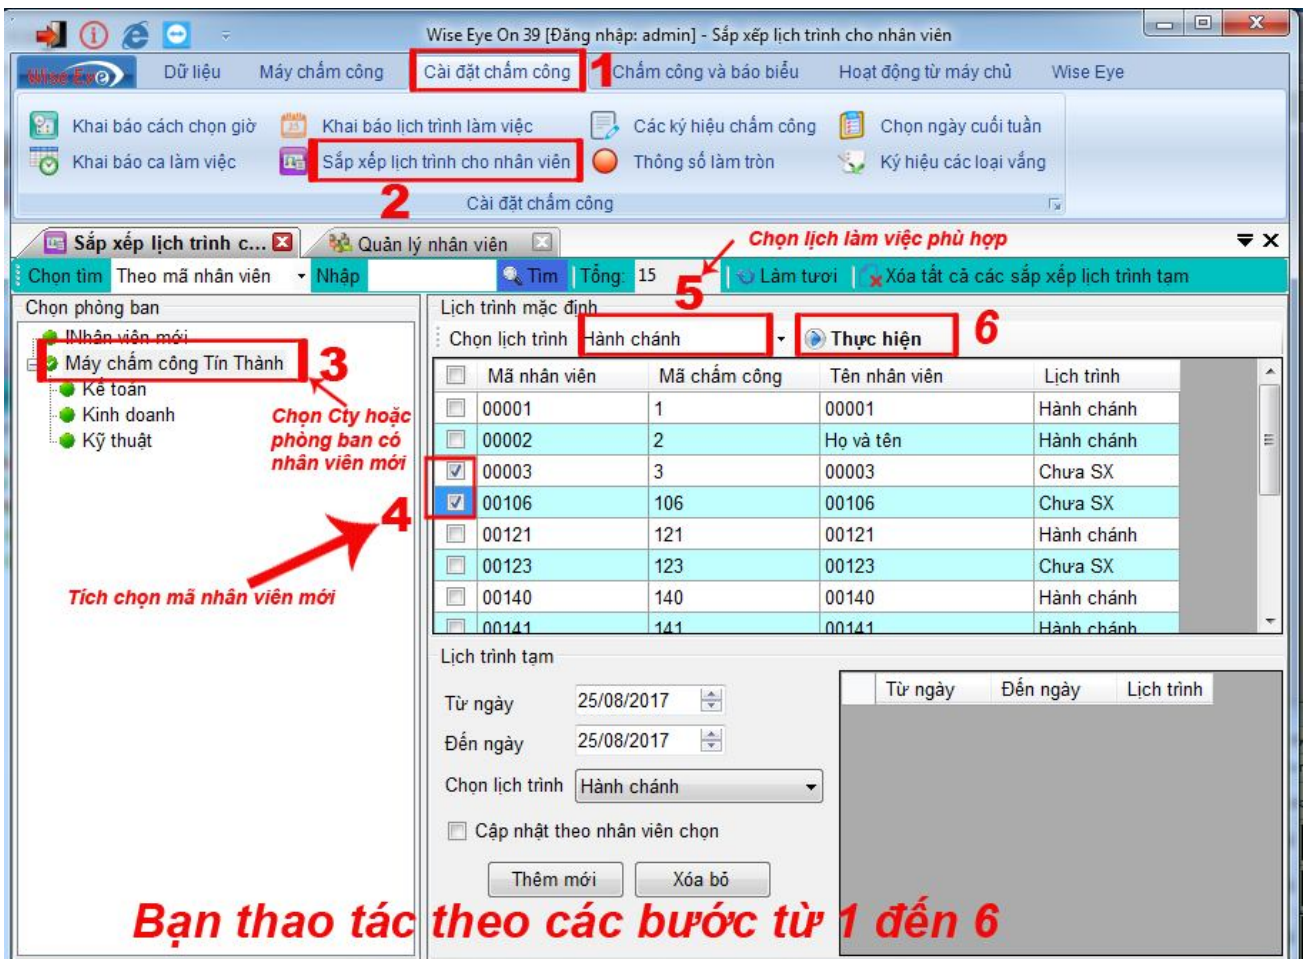 Wise Eye On 39 [Đăng nhập: admin] - Sắp xếp lịch trình cho nhân viên
Wise Eye
Dữ liệu
Máy chấm công
Cài đặt chấm công
1
Chấm công và báo biểu
Hoạt động từ máy chủ
Wise Eye
Khai báo cách chọn giờ
Khai báo lịch trình làm việc
Các ký hiệu chấm công
Chọn ngày cuối tuần
Khai báo ca làm việc
Sắp xếp lịch trình cho nhân viên
Thông số làm tròn
Ký hiệu các loại vắng
2
Cài đặt chấm công
Sắp xếp lịch trình c...
Quản lý nhân viên
Chọn lịch làm việc phù hợp
Chọn tìm
Theo mã nhân viên
Nhập
Tìm
Tổng:
15
5
Làm tươi
Xóa tất cả các sắp xếp lịch trình tạm
Chọn phòng ban
!Nhân viên mới
Máy chấm công Tín Thành
3
Kế toán
Kinh doanh
Kỹ thuật
Chọn Cty hoặc
phòng ban có
nhân viên mới
4
Tích chọn mã nhân viên mới
Lịch trình mặc định
Chọn lịch trình
Hành chánh
Thực hiện
6
Mã nhân viên Mã chấm công Tên nhân viên Lịch trình
00001 1 00001 Hành chánh
00002 2 Họ và tên Hành chánh
00003 3 00003 Chưa SX
00106 106 00106 Chưa SX
00121 121 00121 Hành chánh
00123 123 00123 Chưa SX
00140 140 00140 Hành chánh
00141 141 00141 Hành chánh
Lịch trình tạm
Từ ngày 25/08/2017
Đến ngày 25/08/2017
Chọn lịch trình Hành chánh
Cập nhật theo nhân viên chọn
Thêm mới
Xóa bỏ
Từ ngày Đến ngày Lịch trình
Bạn thao tác theo các bước từ 1 đến 6